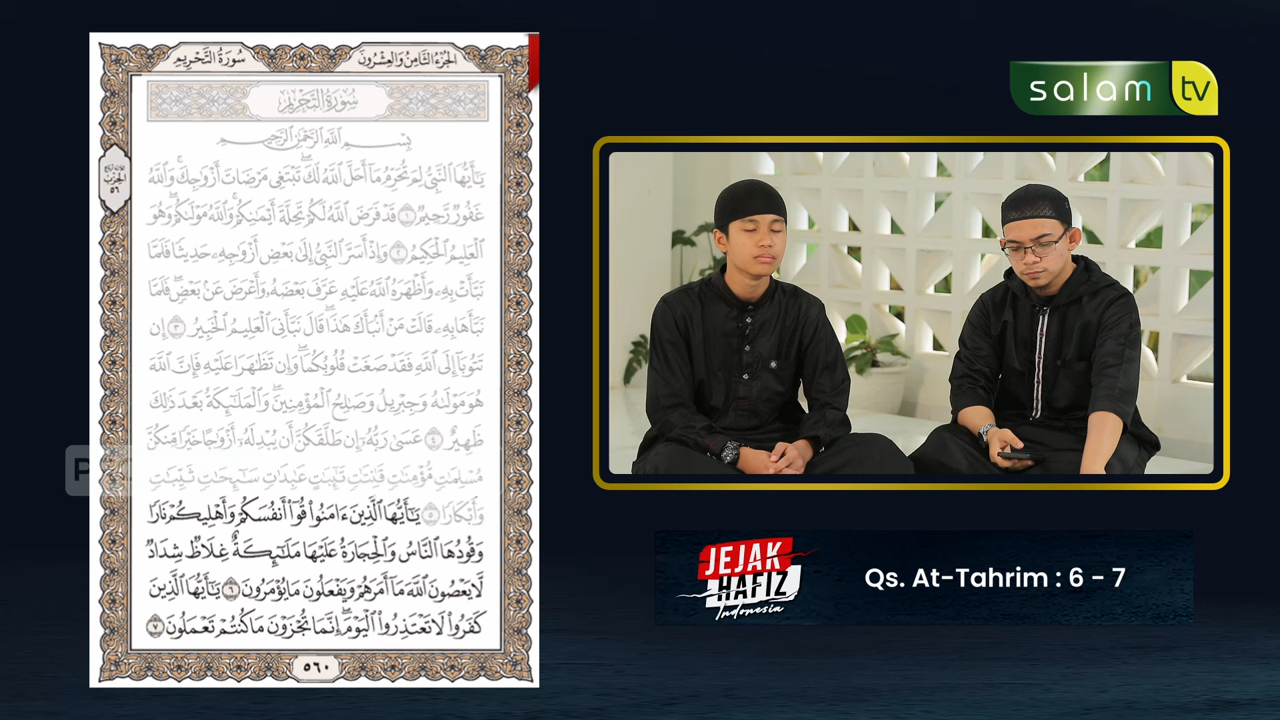 سُورَةُ التَّحْرِيمِ
الجُزْءُ الثَّامِنُ وَالعِشْرُونَ
سُورَةُ التَّحْرِيمِ
بِسْمِ ٱللَّهِ ٱلرَّحْمَٰنِ ٱلرَّحِيمِ
يَٰٓأَيُّهَا ٱلنَّبِىُّ لِمَ تُحَرِّمُ مَآ أَحَلَّ ٱللَّهُ لَكَۖ تَبْتَغِى مَرْضَاتَ أَزْوَٰجِكَۚ وَٱللَّهُ
غَفُورٌ رَّحِيمٌ ١ قَدْ فَرَضَ ٱللَّهُ لَكُمْ تَحِلَّةَ أَيْمَٰنِكُمْۚ وَٱللَّهُ مَوْلَىٰكُمْۖ وَهُوَ
ٱلْعَلِيمُ ٱلْحَكِيمُ ٢ وَإِذْ أَسَرَّ ٱلنَّبِىُّ إِلَىٰ بَعْضِ أَزْوَٰجِهِۦ حَدِيثًا فَلَمَّا
نَبَّأَتْ بِهِۦ وَأَظْهَرَهُ ٱللَّهُ عَلَيْهِ عَرَّفَ بَعْضَهُۥ وَأَعْرَضَ عَنۢ بَعْضٍۖ فَلَمَّا
نَبَّأَهَا بِهِۦ قَالَتْ مَنْ أَنۢبَأَكَ هَٰذَاۖ قَالَ نَبَّأَنِىَ ٱلْعَلِيمُ ٱلْخَبِيرُ ٣ إِن
تَتُوبَآ إِلَى ٱللَّهِ فَقَدْ صَغَتْ قُلُوبُكُمَاۖ وَإِن تَظَٰهَرَا عَلَيْهِ فَإِنَّ ٱللَّهَ
هُوَ مَوْلَىٰهُ وَجِبْرِيلُ وَصَٰلِحُ ٱلْمُؤْمِنِينَۖ وَٱلْمَلَٰٓئِكَةُ بَعْدَ ذَٰلِكَ
ظَهِيرٌ ٤ عَسَىٰ رَبُّهُۥٓ إِن طَلَّقَكُنَّ أَن يُبْدِلَهُۥٓ أَزْوَٰجًا خَيْرًا مِّنكُنَّ
مُسْلِمَٰتٍ مُّؤْمِنَٰتٍ قَٰنِتَٰتٍ تَٰٓئِبَٰتٍ عَٰبِدَٰتٍ سَٰٓئِحَٰتٍ ثَيِّبَٰتٍ
وَأَبْكَارًا ٥ يَٰٓأَيُّهَا ٱلَّذِينَ ءَامَنُوا۟ قُوٓا۟ أَنفُسَكُمْ وَأَهْلِيكُمْ نَارًا
وَقُودُهَا ٱلنَّاسُ وَٱلْحِجَارَةُ عَلَيْهَا مَلَٰٓئِكَةٌ غِلَاظٌ شِدَادٌ
لَّا يَعْصُونَ ٱللَّهَ مَآ أَمَرَهُمْ وَيَفْعَلُونَ مَا يُؤْمَرُونَ ٦ يَٰٓأَيُّهَا ٱلَّذِينَ
كَفَرُوا۟ لَا تَعْتَذِرُوا۟ ٱلْيَوْمَۖ إِنَّمَا تُجْزَوْنَ مَا كُنتُمْ تَعْمَلُونَ ٧
٥٦٠
salam tv
JEJAK
HAFIZ
Indonesia
Qs. At-Tahrim : 6 - 7